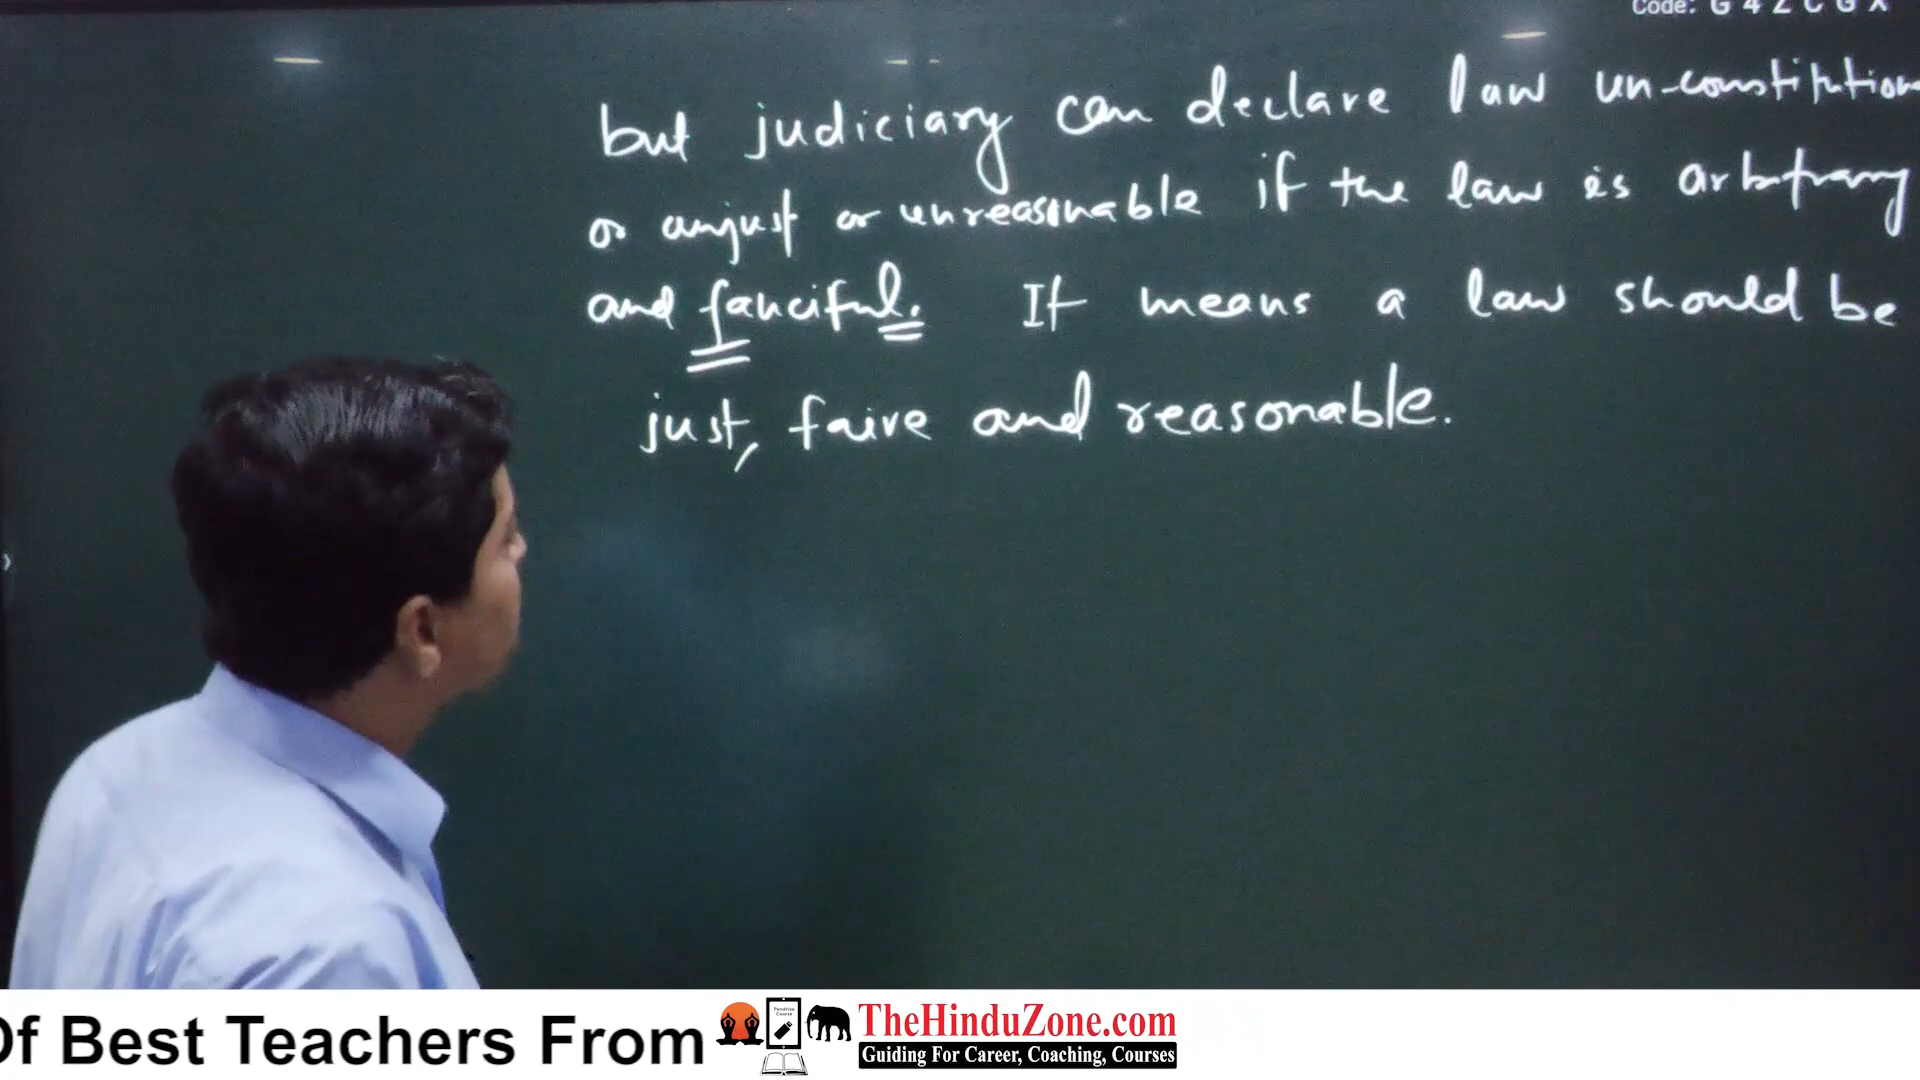 Code: G 4 Z C G X
but judiciary can declare law un-constitution
or unjust or unreasonable if the law is arbitrary
and fanciful. It means a law should be
just, faire and reasonable.
Of Best Teachers From TheHinduZone.com
Pendrive Course
Guiding For Career, Coaching, Courses